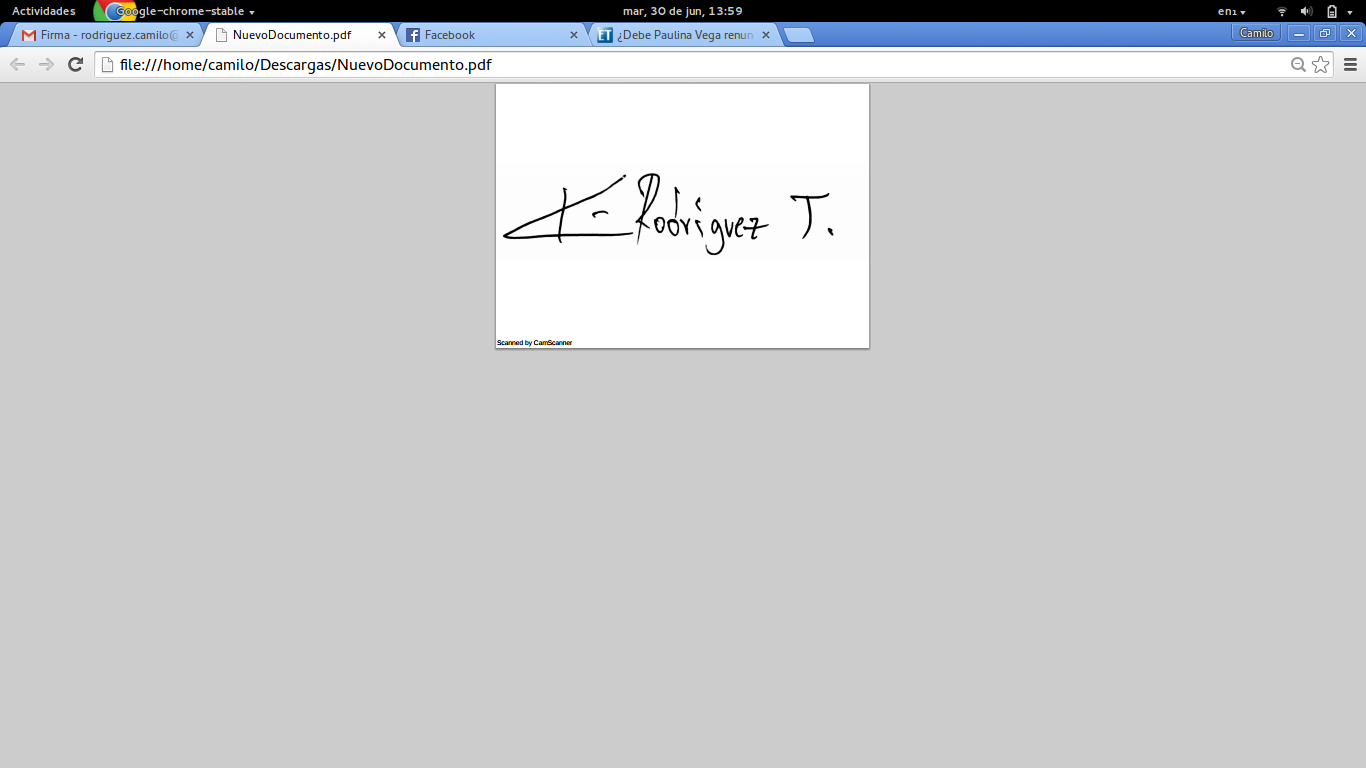 Actividades Google-chrome-stable mar, 30 de jun, 13:59 en1
Firma - rodriguez.camilo@ NuevoDocumento.pdf Facebook ¿Debe Paulina Vega renun Camilo
file:///home/camilo/Descargas/NuevoDocumento.pdf
Rodriguez T.
Scanned by CamScanner